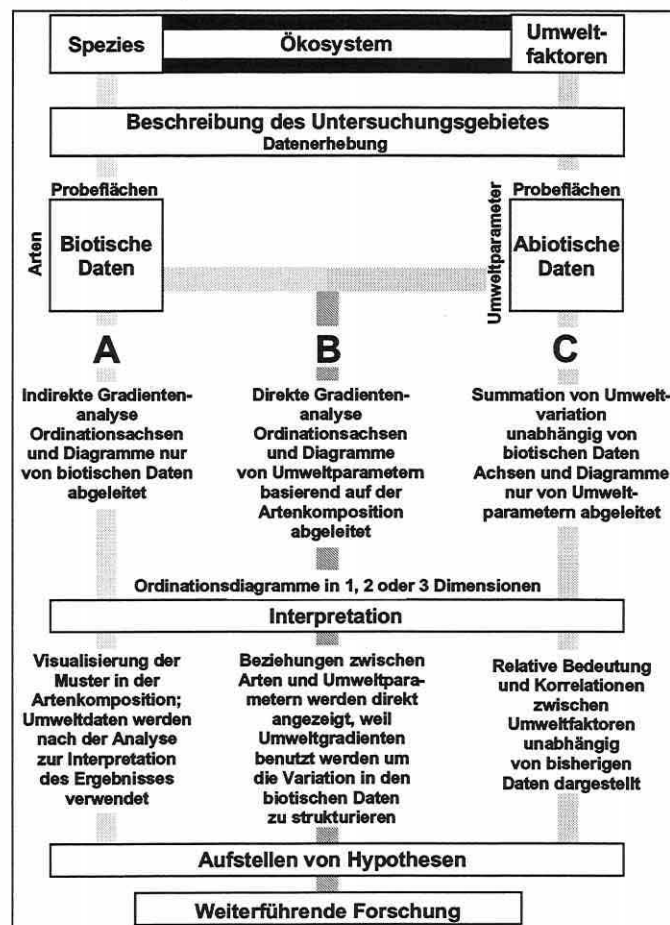 Spezies
Ökosystem
Umwelt-
faktoren
Beschreibung des Untersuchungsgebietes
Datenerhebung
Probeflächen
Arten
Biotische
Daten
Probeflächen
Umweltparameter
Abiotische
Daten
A
Indirekte Gradienten-
analyse
Ordinationsachsen
und Diagramme nur
von biotischen Daten
abgeleitet
B
Direkte Gradienten-
analyse
Ordinationsachsen
und Diagramme
von Umweltparametern
basierend auf der
Artenkomposition
abgeleitet
C
Summation von Umwelt-
variation
unabhängig von
biotischen Daten
Achsen und Diagramme
nur von Umwelt-
parametern abgeleitet
Ordinationsdiagramme in 1, 2 oder 3 Dimensionen
Interpretation
Visualisierung der
Muster in der
Artenkomposition;
Umweltdaten werden
nach der Analyse
zur Interpretation
des Ergebnisses
verwendet
Beziehungen zwischen
Arten und Umweltpara-
metern werden direkt
angezeigt, weil
Umweltgradienten
benutzt werden um
die Variation in den
biotischen Daten
zu strukturieren
Relative Bedeutung
und Korrelationen
zwischen
Umweltfaktoren
unabhängig
von bisherigen
Daten dargestellt
Aufstellen von Hypothesen
Weiterführende Forschung